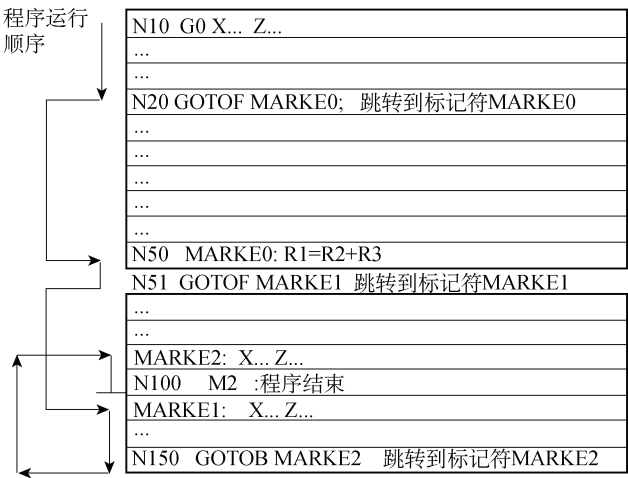 程序运行
顺序
N10 G0 X... Z...
...
...
N20 GOTOF MARKE0; 跳转到标记符MARKE0
...
...
...
...
...
N50 MARKE0: R1=R2+R3
N51 GOTOF MARKE1 跳转到标记符MARKE1
...
...
MARKE2: X... Z...
N100 M2 :程序结束
MARKE1: X... Z...
...
N150 GOTOB MARKE2 跳转到标记符MARKE2